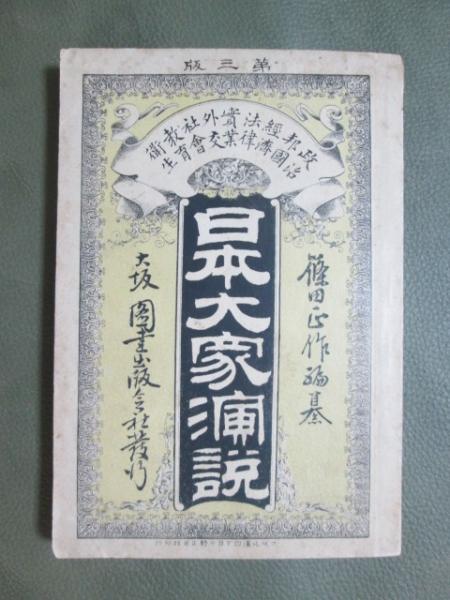 第三版
政治 邦國 經濟 法律 實業 外交 社會 教育 衛生
篠田正作編纂
日本大家演説
大坂 圖書出版会社發行